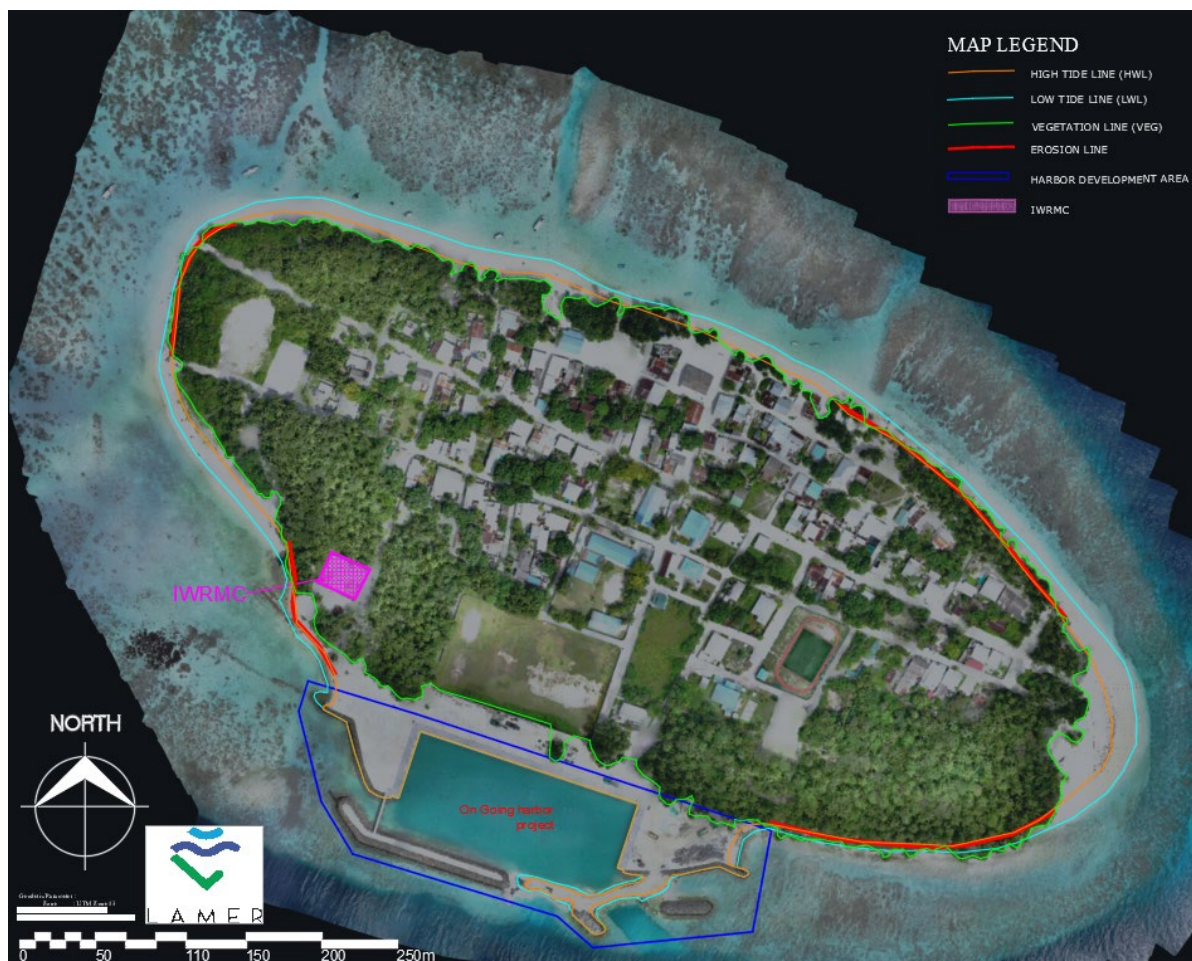 MAP LEGEND
HIGH TIDE LINE (HWL)
LOW TIDE LINE (LWL)
VEGETATION LINE (VEG)
EROSION LINE
HARBOR DEVELOPMENT AREA
IWRMC
IWRMC
NORTH
On Going harbor
project
LAMER
0 50 110 150 200 250m